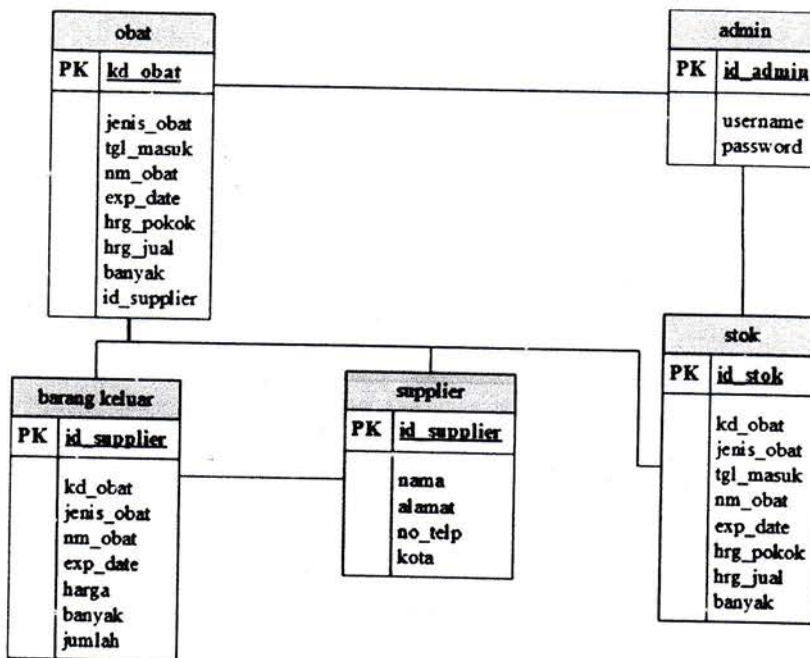 obat
PK kd_obat
jenis_obat
tgl_masuk
nm_obat
exp_date
hrg_pokok
hrg_jual
banyak
id_supplier
admin
PK id_admin
username
password
barang keluar
PK id_supplier
kd_obat
jenis_obat
nm_obat
exp_date
harga
banyak
jumlah
supplier
PK id_supplier
nama
alamat
no_telp
kota
stok
PK id_stok
kd_obat
jenis_obat
tgl_masuk
nm_obat
exp_date
hrg_pokok
hrg_jual
banyak